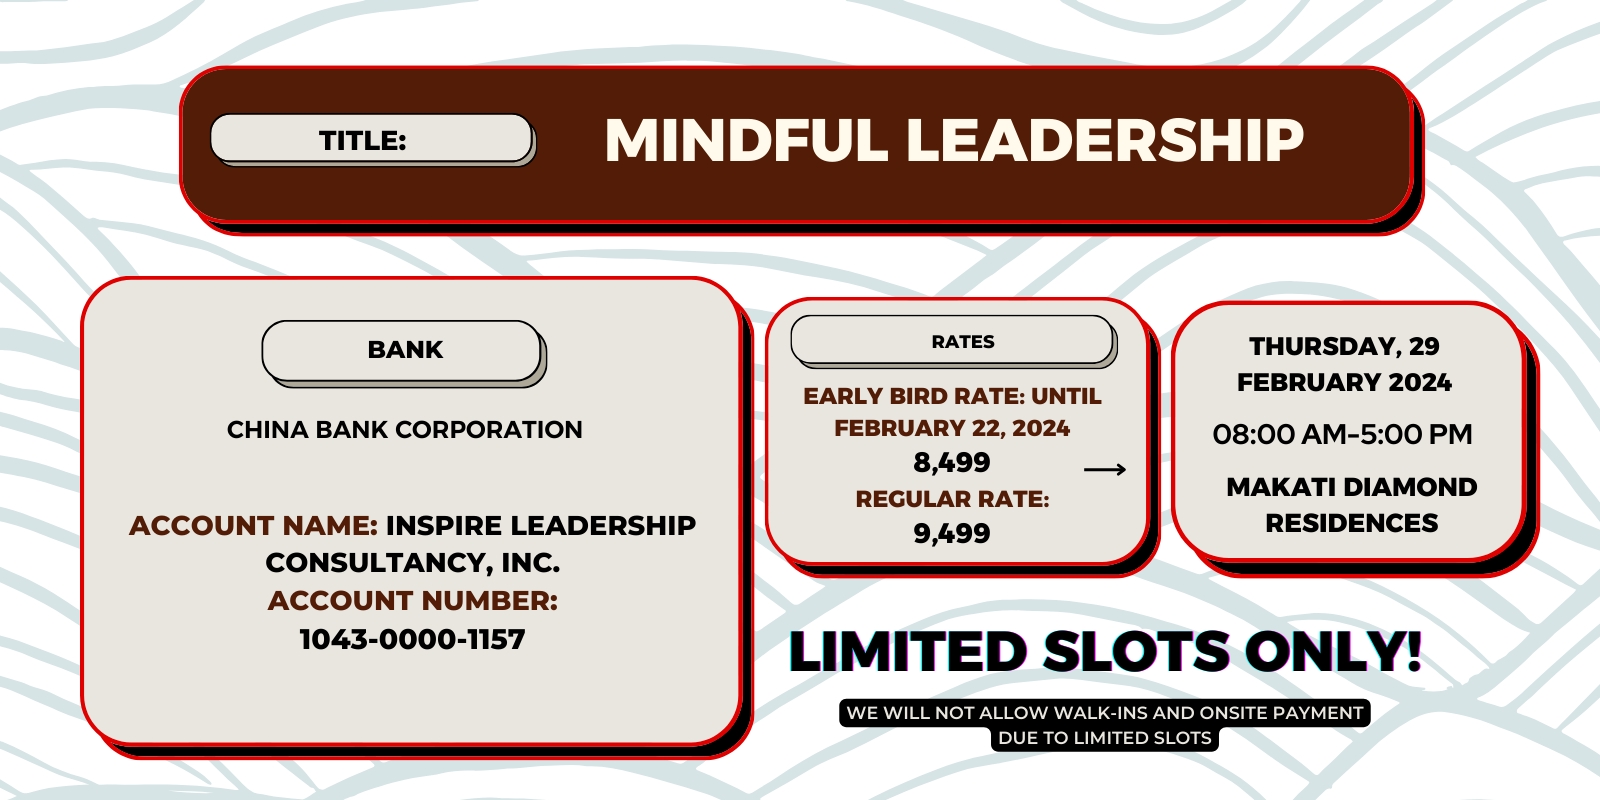 TITLE:
MINDFUL LEADERSHIP
BANK
CHINA BANK CORPORATION
ACCOUNT NAME: INSPIRE LEADERSHIP
CONSULTANCY, INC.
ACCOUNT NUMBER:
1043-0000-1157
RATES
EARLY BIRD RATE: UNTIL
FEBRUARY 22, 2024
8,499
REGULAR RATE:
9,499
THURSDAY, 29
FEBRUARY 2024
08:00 AM-5:00 PM
MAKATI DIAMOND
RESIDENCES
LIMITED SLOTS ONLY!
WE WILL NOT ALLOW WALK-INS AND ONSITE PAYMENT
DUE TO LIMITED SLOTS